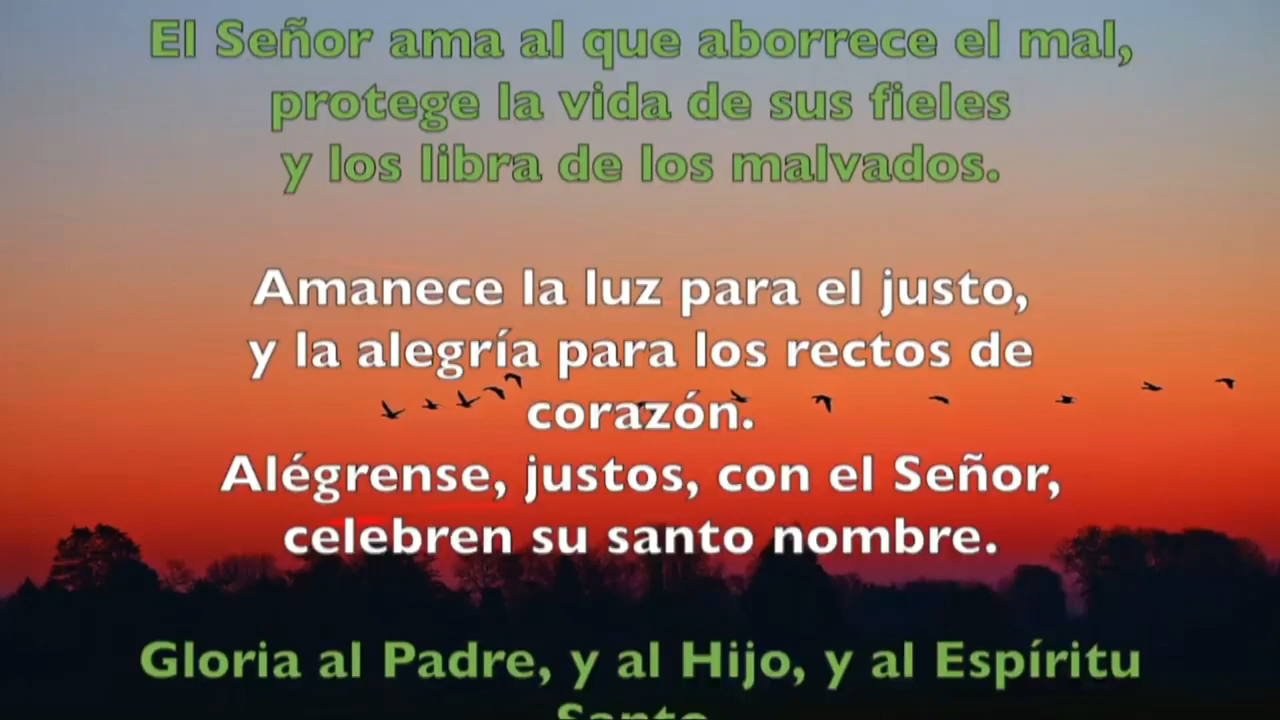 El Señor ama al que aborrece el mal,
protege la vida de sus fieles
y los libra de los malvados.
Amanece la luz para el justo,
y la alegría para los rectos de
corazón.
Alégrense, justos, con el Señor,
celebren su santo nombre.
Gloria al Padre, y al Hijo, y al Espíritu
Santo.